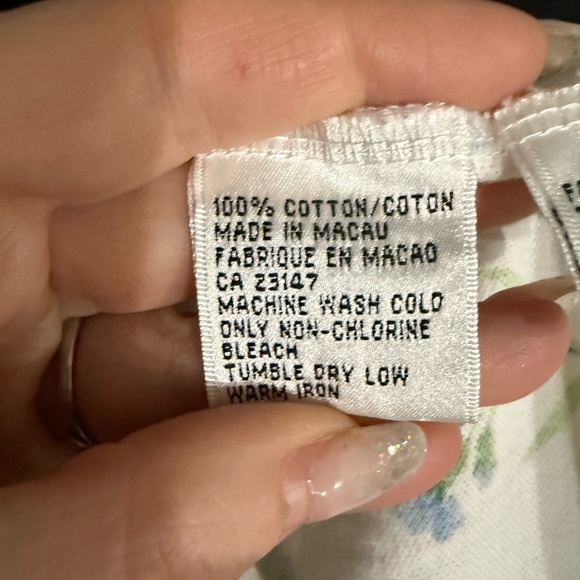 100% COTTON/COTON
MADE IN MACAU
FABRIQUE EN MACAO
CA 23147
MACHINE WASH COLD
ONLY NON-CHLORINE
BLEACH
TUMBLE DRY LOW
WARM IRON